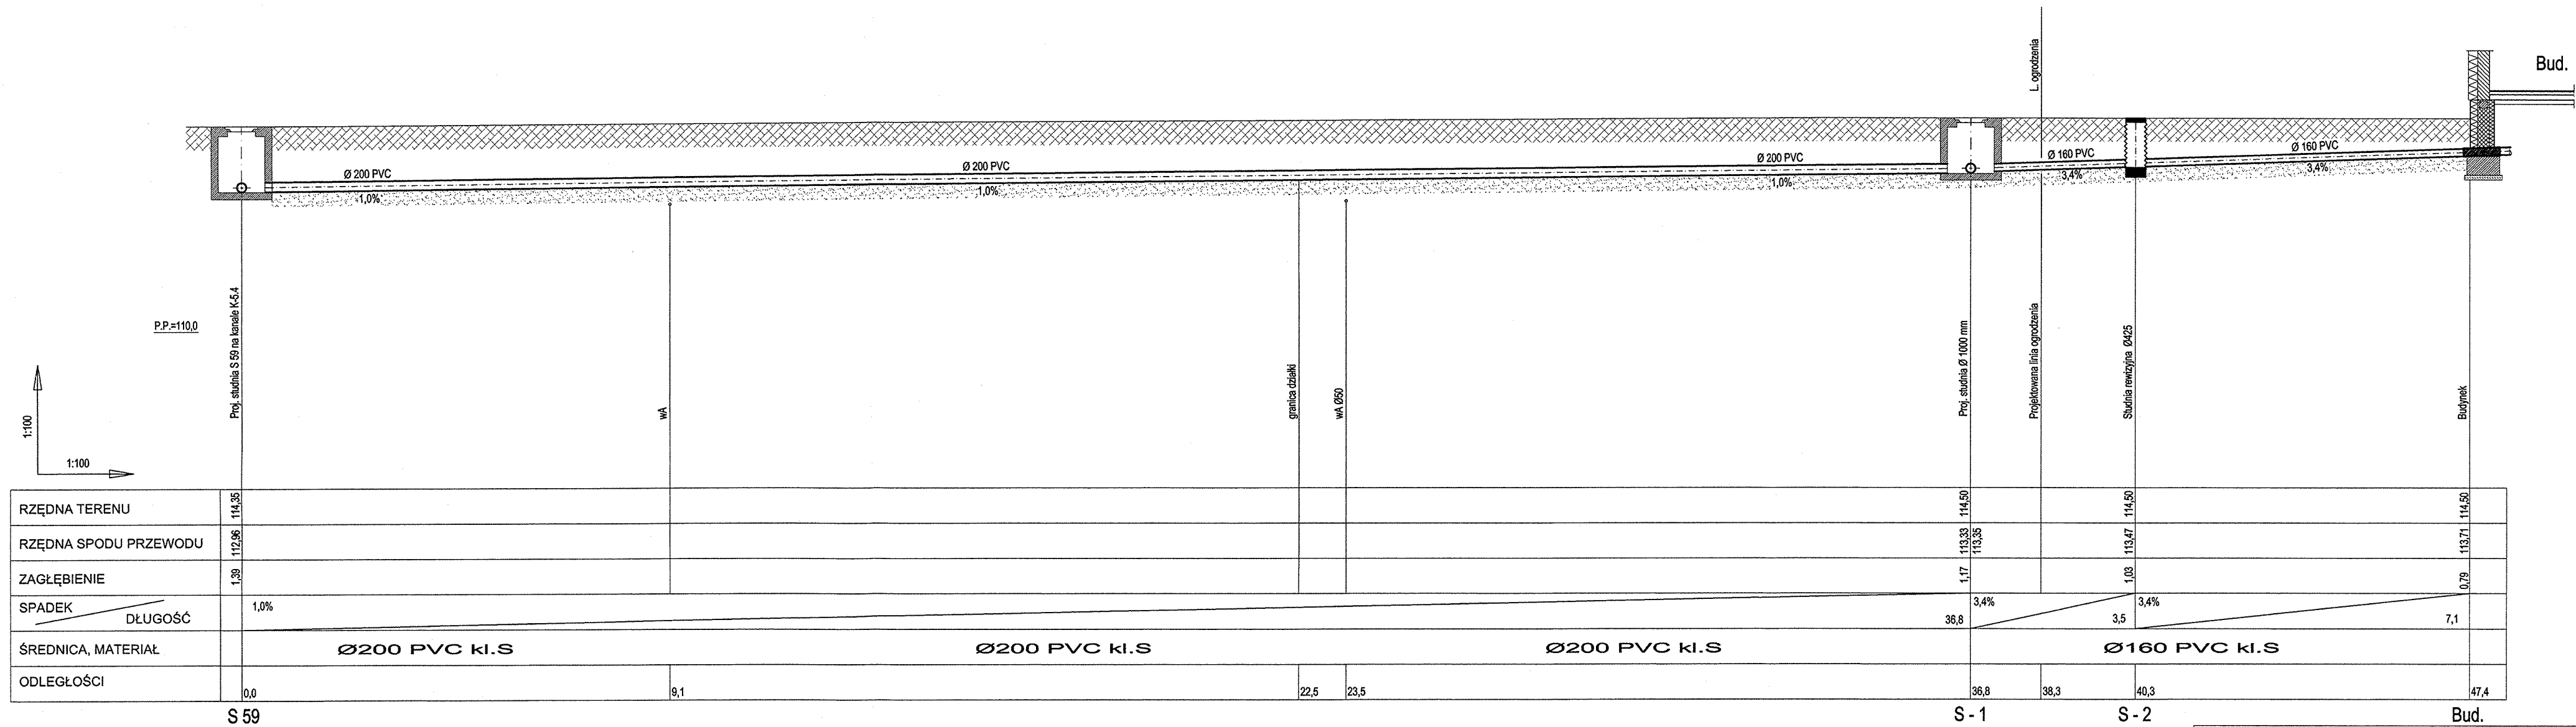 L. ogrodzenia
Bud.
Ø 200 PVC
Ø 200 PVC
Ø 200 PVC
Ø 160 PVC
Ø 160 PVC
1,0%
1,0%
1,0%
3,4%
3,4%
P.P.=110,0
1:100
1:100
Proj. studnia S 59 na kanale K-5.4
wA
granica działki
wA Ø50
Proj. studnia Ø 1000 mm
Projektowana linia ogrodzenia
Studnia rewizyjna Ø425
Budynek
RZĘDNA TERENU 114,35 114,50 114,50 114,50
RZĘDNA SPODU PRZEWODU 112,96 113,33 113,35 113,47 113,71
ZAGŁĘBIENIE 1,39 1,17 1,03 0,79
SPADEK 1,0% 3,4% 3,4%
DŁUGOŚĆ 36,8 3,5 7,1
ŚREDNICA, MATERIAŁ Ø200 PVC kl.S Ø200 PVC kl.S Ø200 PVC kl.S Ø160 PVC kl.S
ODLEGŁOŚCI 0,0 9,1 22,5 23,5 36,8 38,3 40,3 47,4
S 59 S - 1 S - 2 Bud.